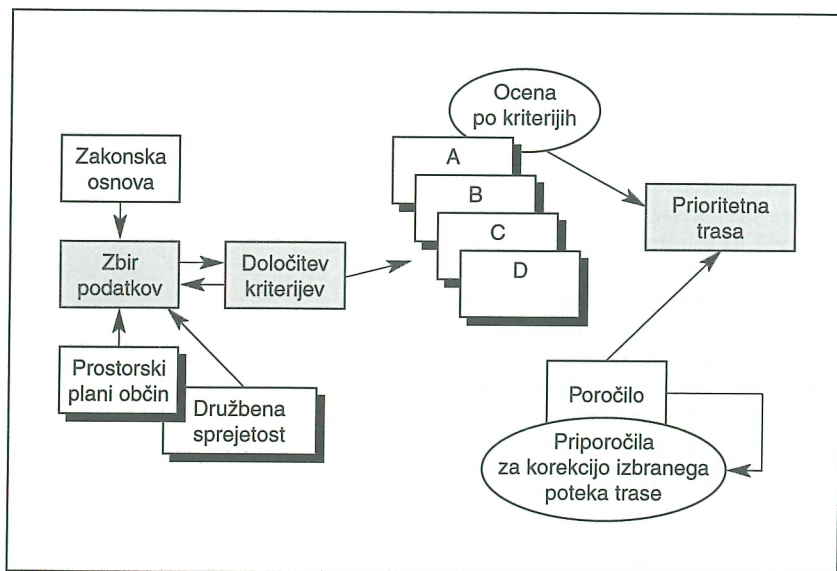 Ocena
po kriterijih
Zakonska
osnova
A
B
C
D
Prioritetna
trasa
Zbir
podatkov
Določitev
kriterijev
Prostorski
plani občin
Družbena
sprejetost
Poročilo
Priporočila
za korekcijo izbranega
poteka trase